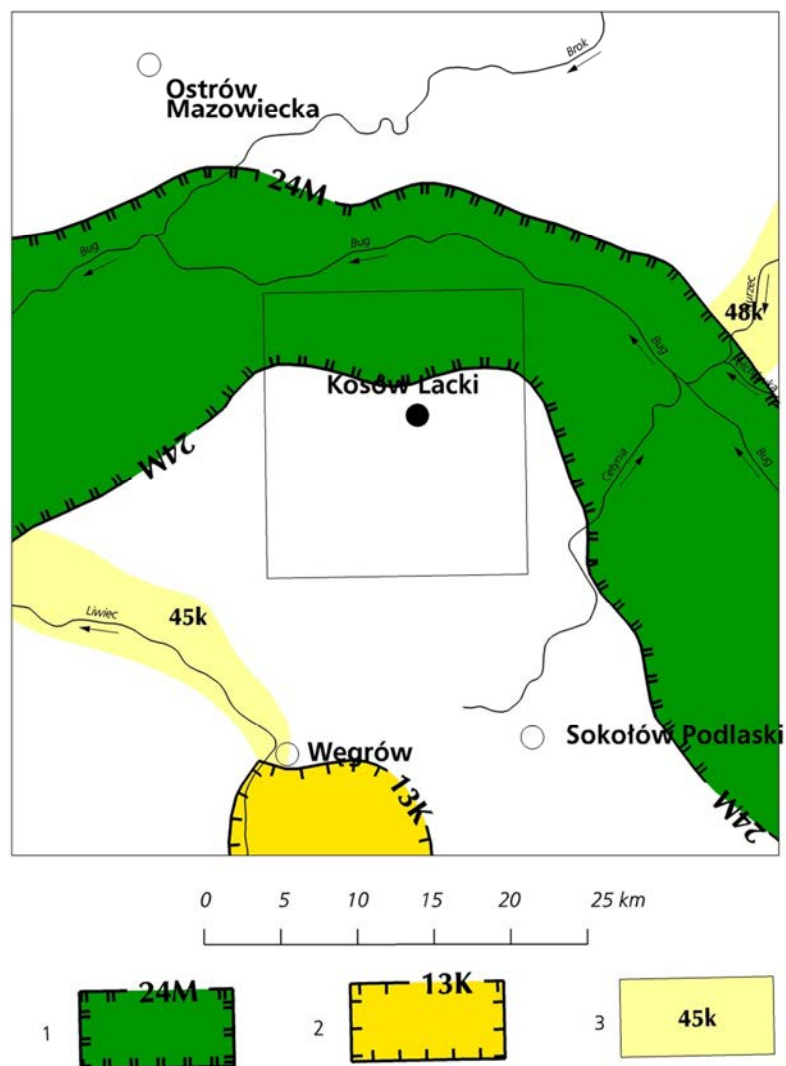 Brok
Ostrów
Mazowiecka
24M
Bug
Bug
48k
Bug
Kosów Lacki
24M
Cetynia
Bug
45k
Liwiec
Węgrów
Sokołów Podlaski
13K
24M
0 5 10 15 20 25 km
1 24M 2 13K 3 45k